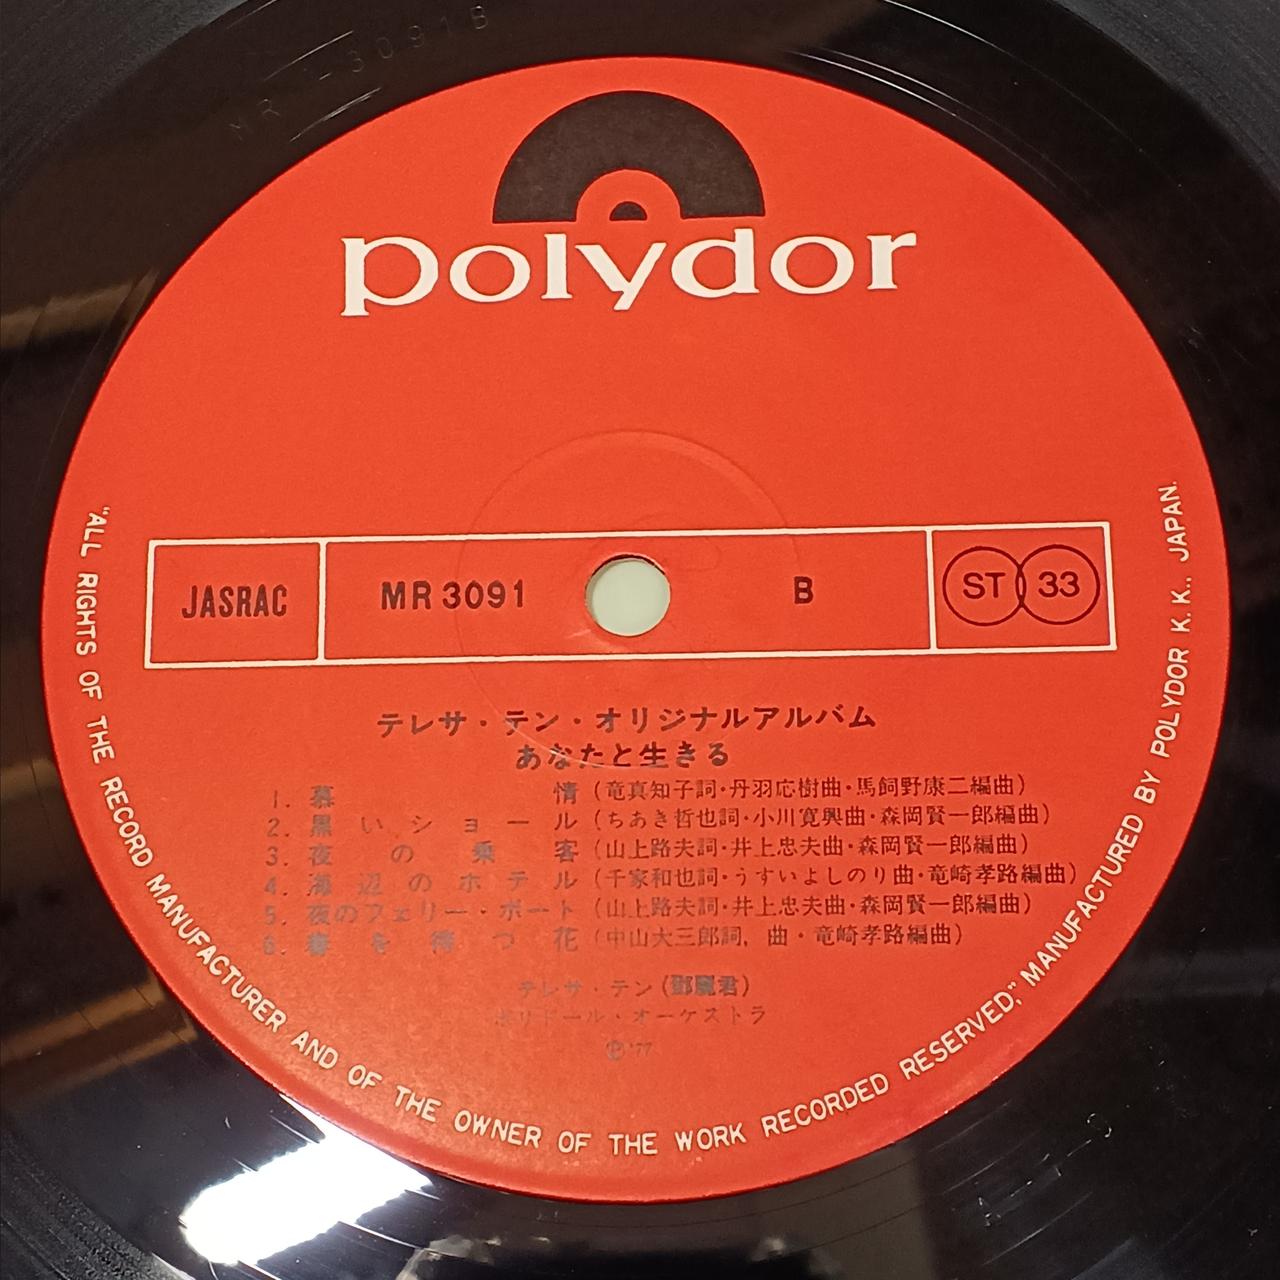 MR 3091B
polydor
JASRAC MR 3091 B ST 33
テレサ・テン・オリジナルアルバム
あなたと生きる
1. 慕情 (竜真知子詞・丹羽応樹曲・馬飼野康二編曲)
2. 黒いショール (ちあき哲也詞・小川寛興曲・森岡賢一郎編曲)
3. 夜の乗客 (山上路夫詞・井上忠夫曲・森岡賢一郎編曲)
4. 海辺のホテル (千家和也詞・うすいよしのり曲・竜崎孝路編曲)
5. 夜のフェリー・ボート (山上路夫詞・井上忠夫曲・森岡賢一郎編曲)
6. 春を待つ花 (中山大三郎詞, 曲・竜崎孝路編曲)
テレサ・テン (鄧麗君)
ポリドール・オーケストラ
Ⓟ '77
"ALL RIGHTS OF THE RECORD MANUFACTURER AND OF THE OWNER OF THE WORK RECORDED RESERVED," MANUFACTURED BY POLYDOR K. K., JAPAN.